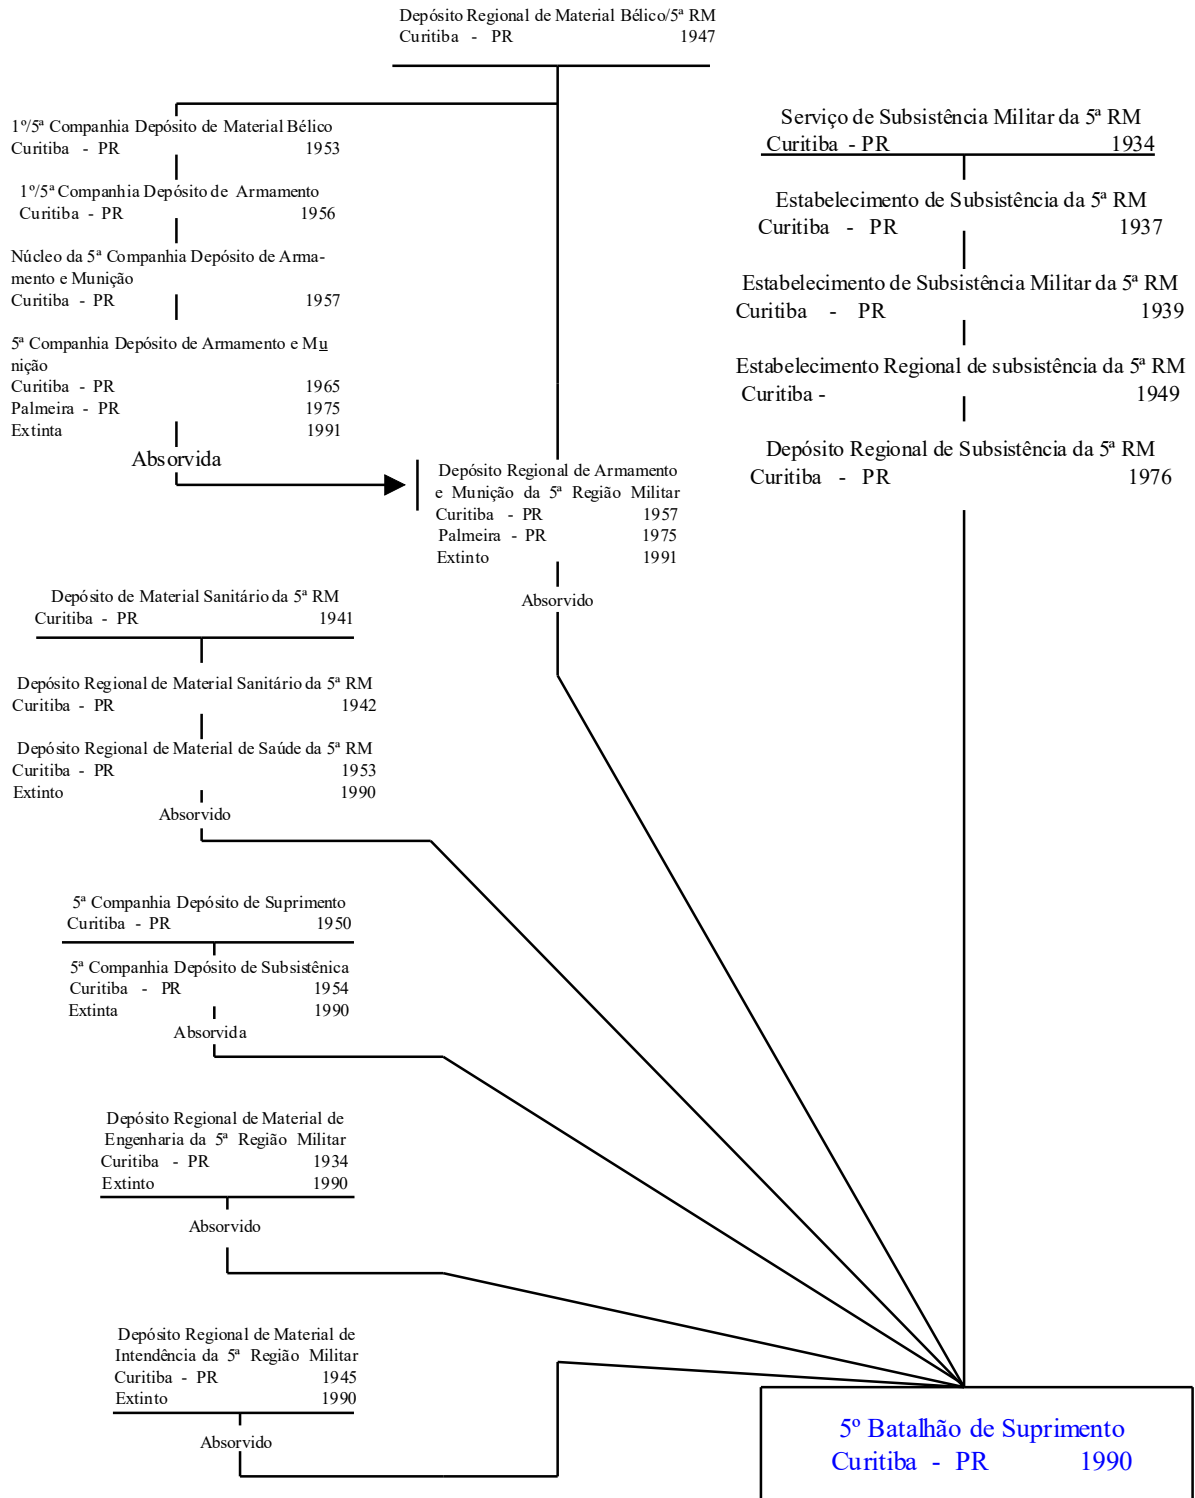 Depósito Regional de Material Bélico/5ª RM
Curitiba - PR 1947
1º/5ª Companhia Depósito de Material Bélico
Curitiba - PR 1953
1º/5ª Companhia Depósito de Armamento
Curitiba - PR 1956
Núcleo da 5ª Companhia Depósito de Arma-
mento e Munição
Curitiba - PR 1957
5ª Companhia Depósito de Armamento e Mu
nição
Curitiba - PR 1965
Palmeira - PR 1975
Extinta 1991
Absorvida
Depósito Regional de Armamento
e Munição da 5ª Região Militar
Curitiba - PR 1957
Palmeira - PR 1975
Extinto 1991
Absorvido
Serviço de Subsistência Militar da 5ª RM
Curitiba - PR 1934
Estabelecimento de Subsistência da 5ª RM
Curitiba - PR 1937
Estabelecimento de Subsistência Militar da 5ª RM
Curitiba - PR 1939
Estabelecimento Regional de subsistência da 5ª RM
Curitiba - 1949
Depósito Regional de Subsistência da 5ª RM
Curitiba - PR 1976
Depósito de Material Sanitário da 5ª RM
Curitiba - PR 1941
Depósito Regional de Material Sanitário da 5ª RM
Curitiba - PR 1942
Depósito Regional de Material de Saúde da 5ª RM
Curitiba - PR 1953
Extinto 1990
Absorvido
5ª Companhia Depósito de Suprimento
Curitiba - PR 1950
5ª Companhia Depósito de Subsistênica
Curitiba - PR 1954
Extinta 1990
Absorvida
Depósito Regional de Material de
Engenharia da 5ª Região Militar
Curitiba - PR 1934
Extinto 1990
Absorvido
Depósito Regional de Material de
Intendência da 5ª Região Militar
Curitiba - PR 1945
Extinto 1990
Absorvido
5º Batalhão de Suprimento
Curitiba - PR 1990